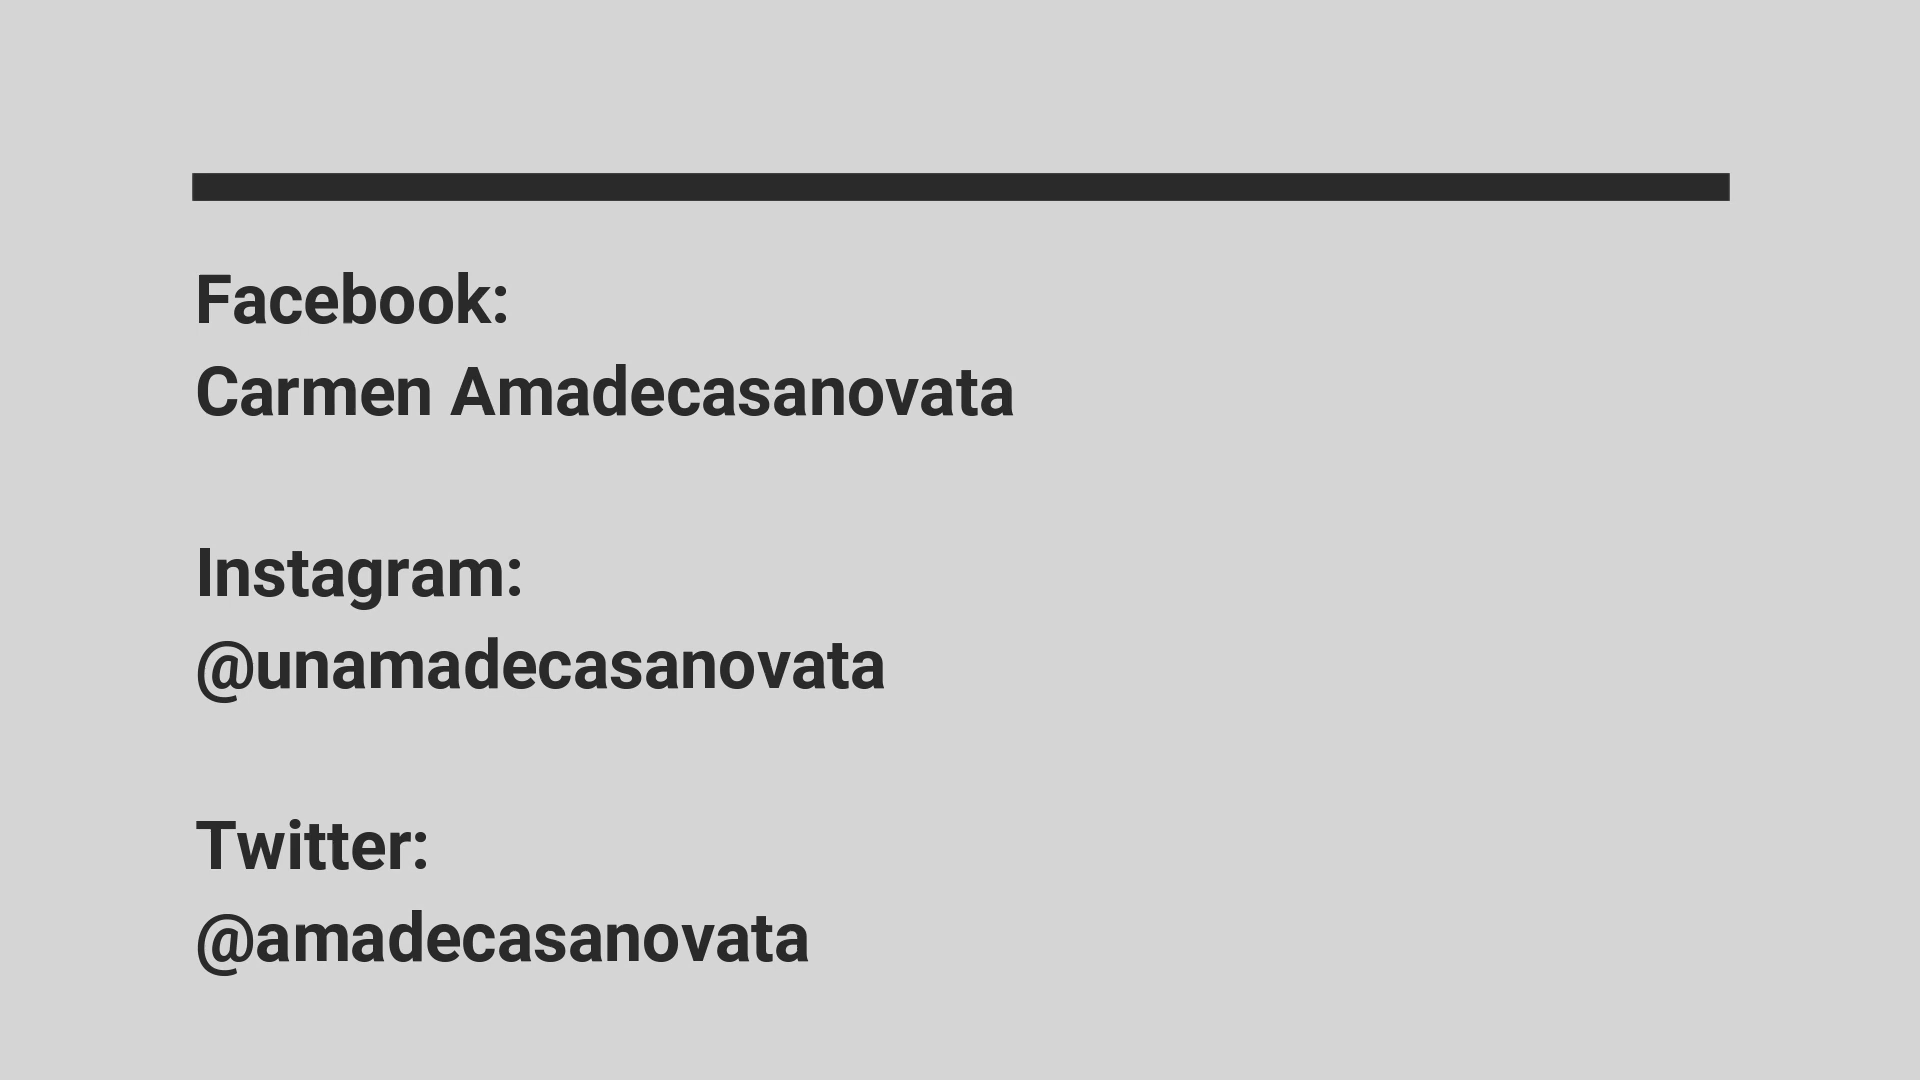 Facebook:
Carmen Amadecasanovata
Instagram:
@unamadecasanovata
Twitter:
@amadecasanovata